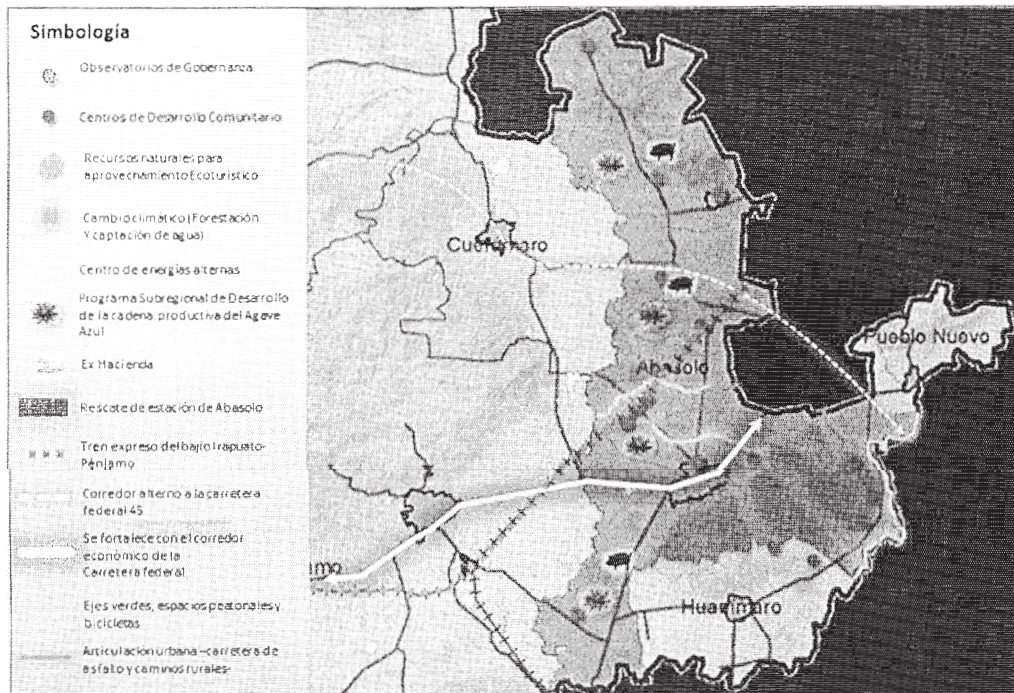 Simbología
Observatorios de Gobernanza
Centros de Desarrollo Comunitario
Recursos naturales para
aprovechamiento Ecoturistico
Cambio climático (Forestación
Y captación de agua)
Centro de energías alternas
Programa Subregional de Desarrollo
de la cadena productiva del Agave
Azul
Ex Hacienda
Rescate de estación de Abasolo
Tren expreso del bajío Irapuato-
Pénjamo
Corredor alterno a la carretera
federal 45
Se fortalece con el corredor
económico de la
Carretera federal
Ejes verdes, espacios peatonales y
bicicletas
Articulación urbana -carretera de
asfalto y caminos rurales-
Cuerámaro
Pueblo Nuevo
Abasolo
amo
Huanímaro